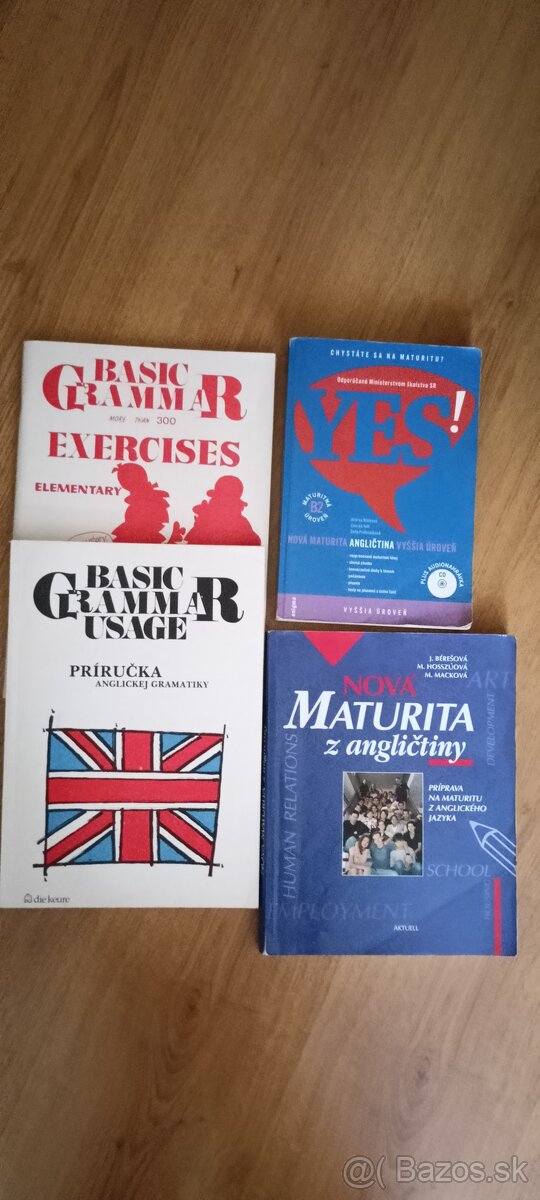 BASIC
GRAMMAR
MORE THAN 300
EXERCISES
ELEMENTARY
BASIC
GRAMMAR
USAGE
PRÍRUČKA
ANGLICKEJ GRAMATIKY
die keure
CHYSTÁTE SA NA MATURITU?
Odporúčané Ministerstvom školstva SR
YES!
MATURITNÁ
B2
ÚROVEŇ
NOVÁ MATURITA ANGLIČTINA VYŠŠIA ÚROVEŇ
PLUS AUDIONAHRÁVKA
CD
enigma
VYŠŠIA ÚROVEŇ
J. BÉREŠOVÁ
M. HOSSZÚOVÁ
M. MACKOVÁ
NOVÁ
MATURITA
z angličtiny
ART
DEVELOPMENT
HUMAN RELATIONS
PRÍPRAVA
NA MATURITU
Z ANGLICKÉHO
JAZYKA
SCHOOL
EMPLOYMENT
AKTUELL
@( ) Bazos.sk